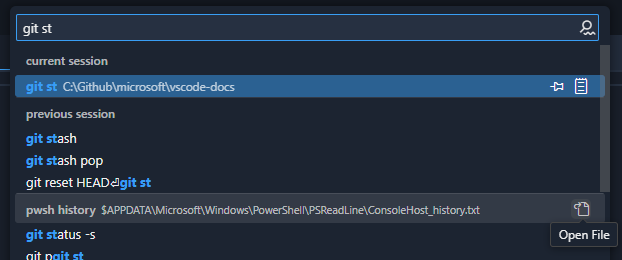 git st
current session
git st C:\Github\microsoft\vscode-docs
previous session
git stash
git stash pop
git reset HEAD⏎git st
pwsh history $APPDATA\Microsoft\Windows\PowerShell\PSReadLine\ConsoleHost_history.txt
Open File
git status -s
git pgit st